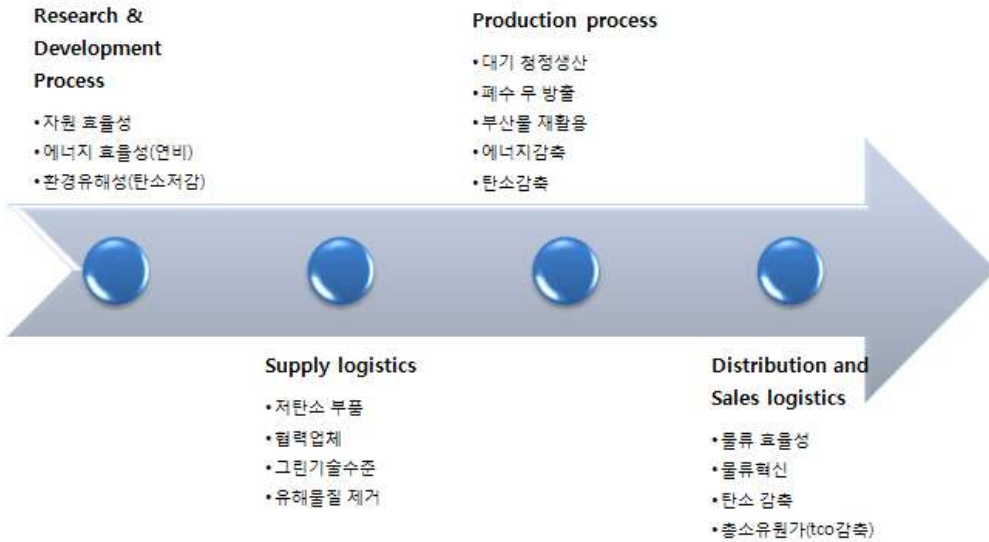 Research &
Development
Process
•자원 효율성
•에너지 효율성(연비)
•환경유해성(탄소저감)
Supply logistics
•저탄소 부품
•협력업체
•그린기술수준
•유해물질 제거
Production process
•대기 청정생산
•폐수 무 방출
•부산물 재활용
•에너지감축
•탄소감축
Distribution and
Sales logistics
•물류 효율성
•물류혁신
•탄소 감축
•총소유원가(tco감축)